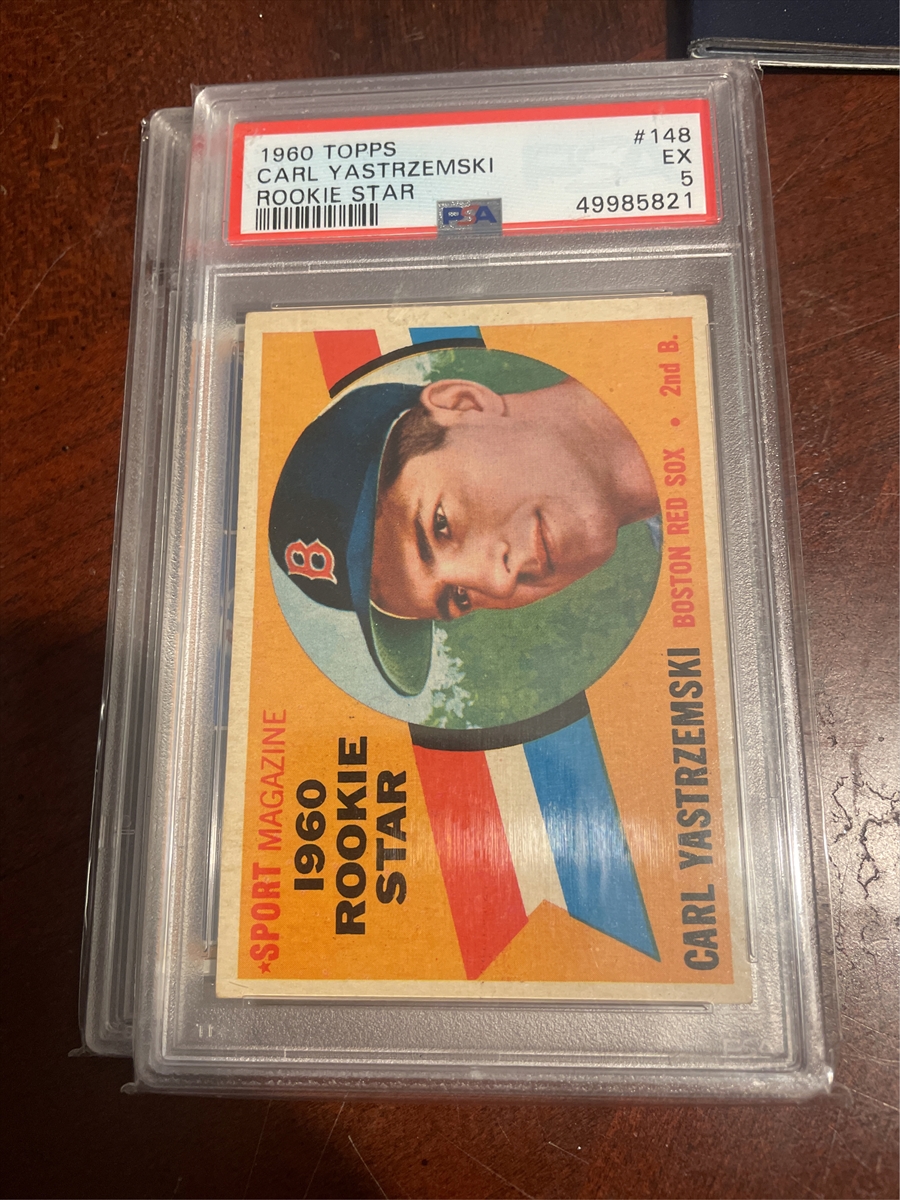 1960 TOPPS
CARL YASTRZEMSKI
ROOKIE STAR
#148
EX
5
49985821
PSA
★SPORT MAGAZINE
1960
ROOKIE
STAR
B
CARL YASTRZEMSKI BOSTON RED SOX • 2nd B.